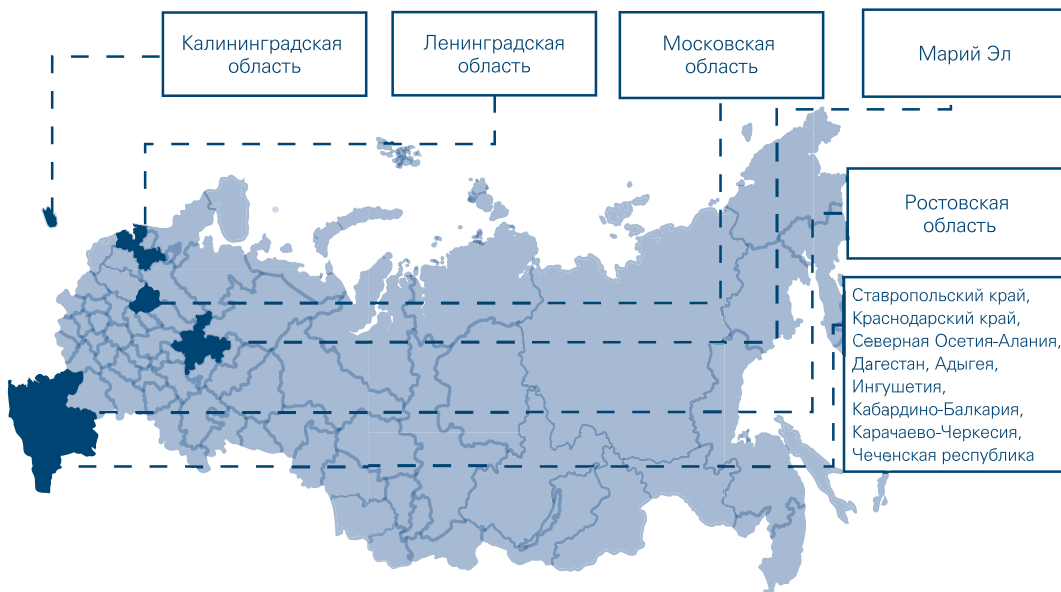 Калининградская
область
Ленинградская
область
Московская
область
Марий Эл
Ростовская
область
Ставропольский край,
Краснодарский край,
Северная Осетия-Алания,
Дагестан, Адыгея,
Ингушетия,
Кабардино-Балкария,
Карачаево-Черкесия,
Чеченская республика